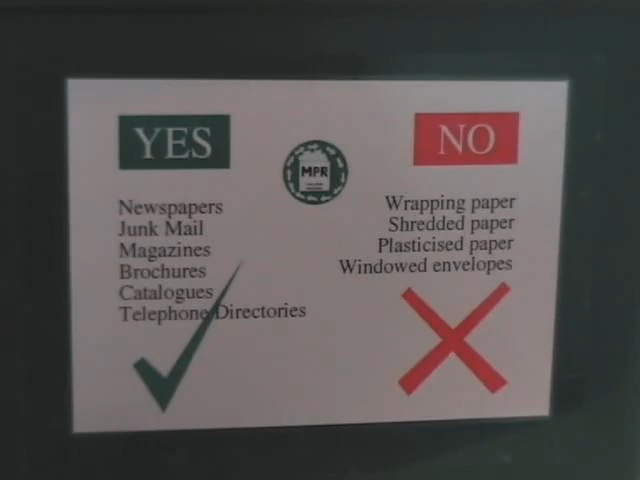 YES
Newspapers
Junk Mail
Magazines
Brochures
Catalogues
Telephone Directories
MPR
NO
Wrapping paper
Shredded paper
Plasticised paper
Windowed envelopes